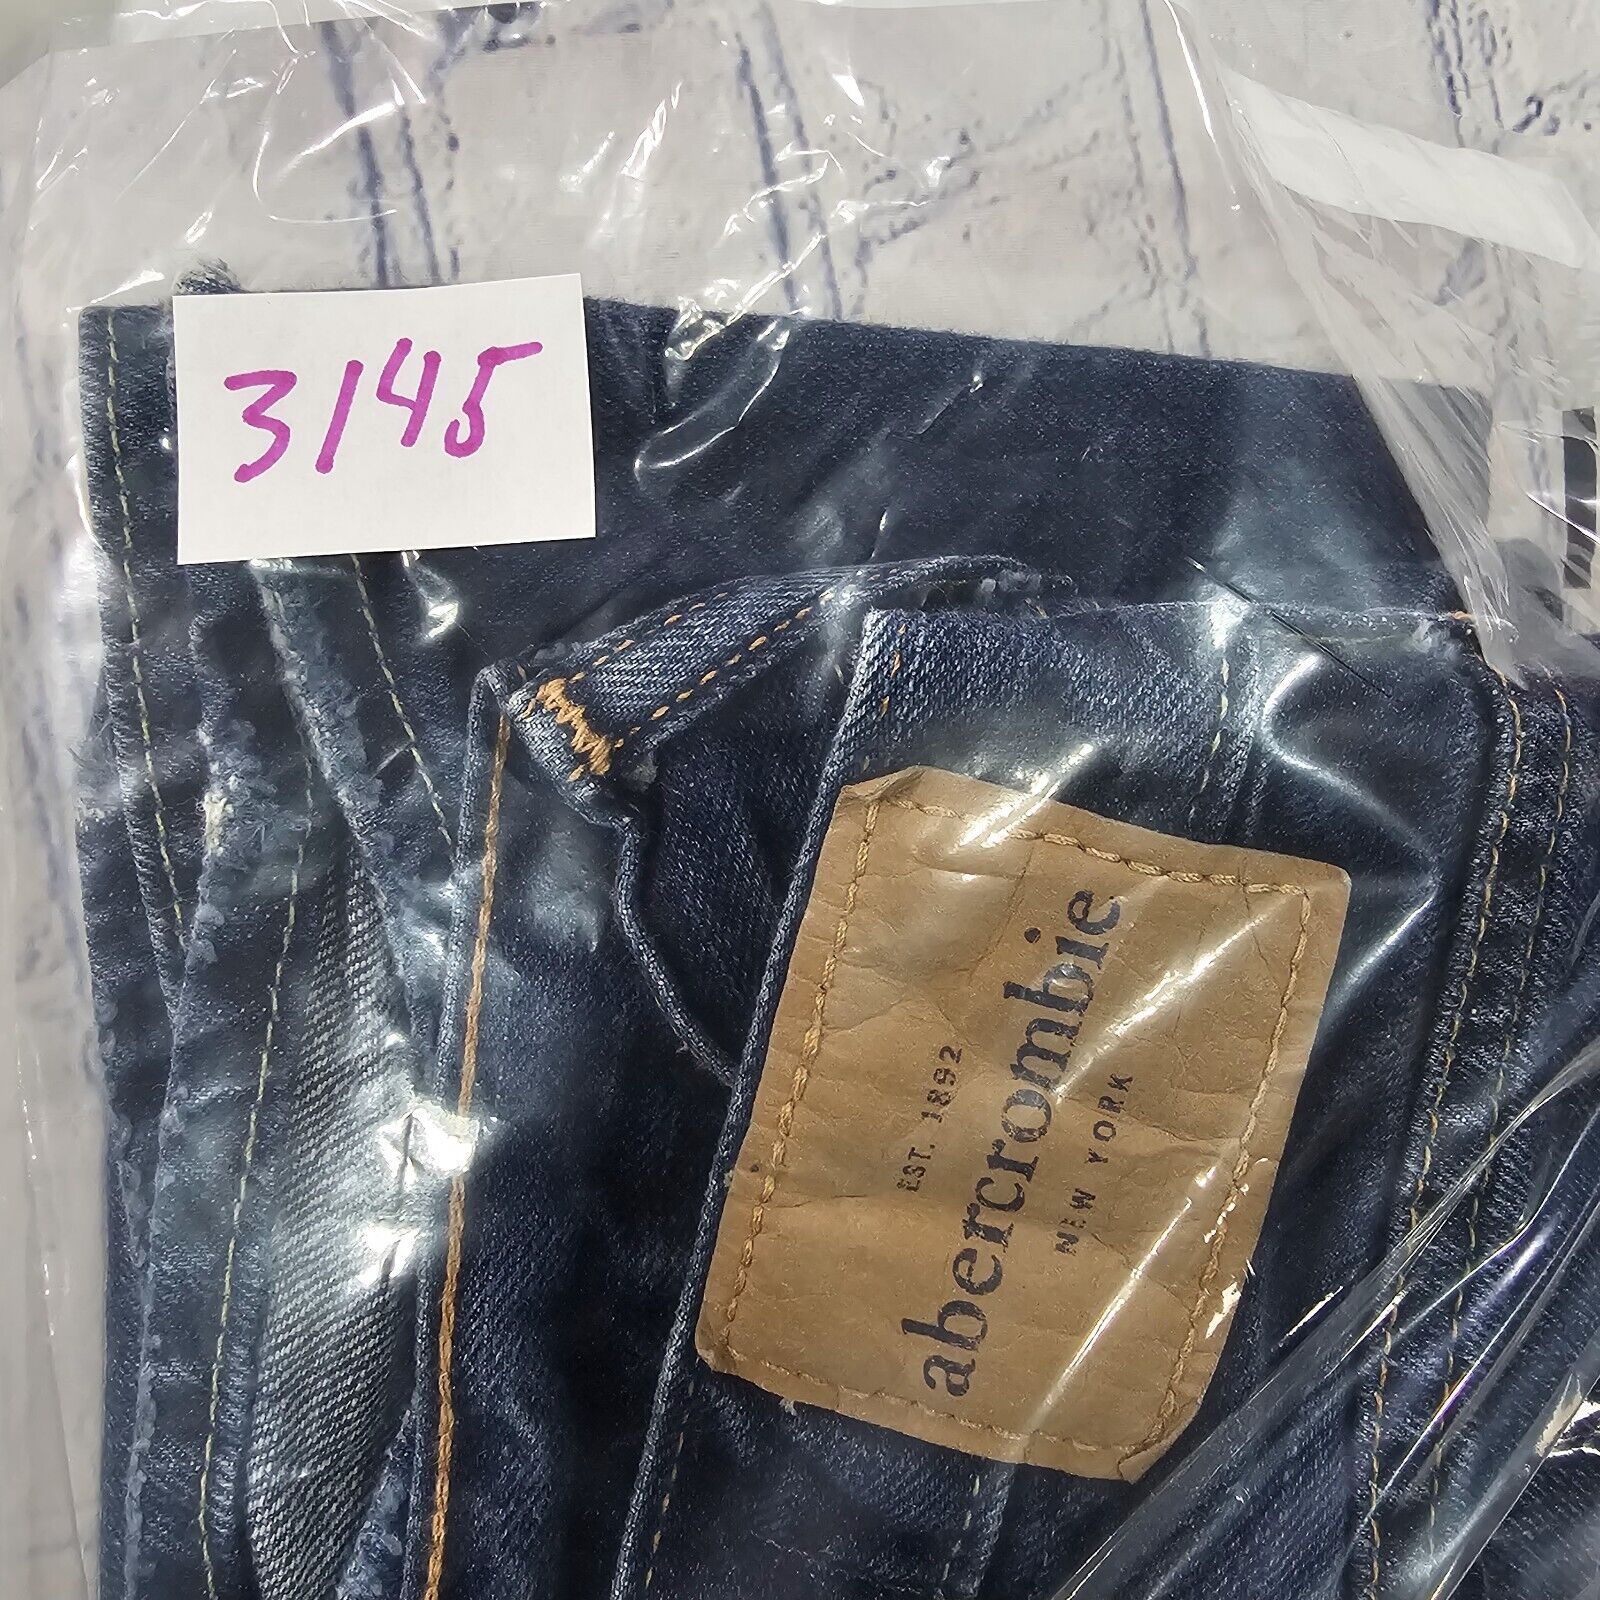 3145
EST. 1892
abercrombie
NEW YORK